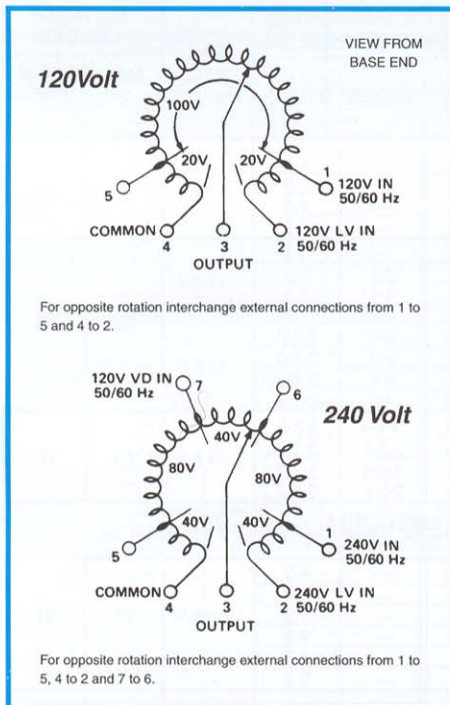 VIEW FROM
BASE END
120Volt
100V
20V
20V
1
120V IN
50/60 Hz
5
COMMON
4
3
2
120V LV IN
50/60 Hz
OUTPUT
For opposite rotation interchange external connections from 1 to
5 and 4 to 2.
120V VD IN
50/60 Hz
7
6
240 Volt
40V
80V
80V
40V
40V
5
1
240V IN
50/60 Hz
COMMON
4
3
2
240V LV IN
50/60 Hz
OUTPUT
For opposite rotation interchange external connections from 1 to
5, 4 to 2 and 7 to 6.